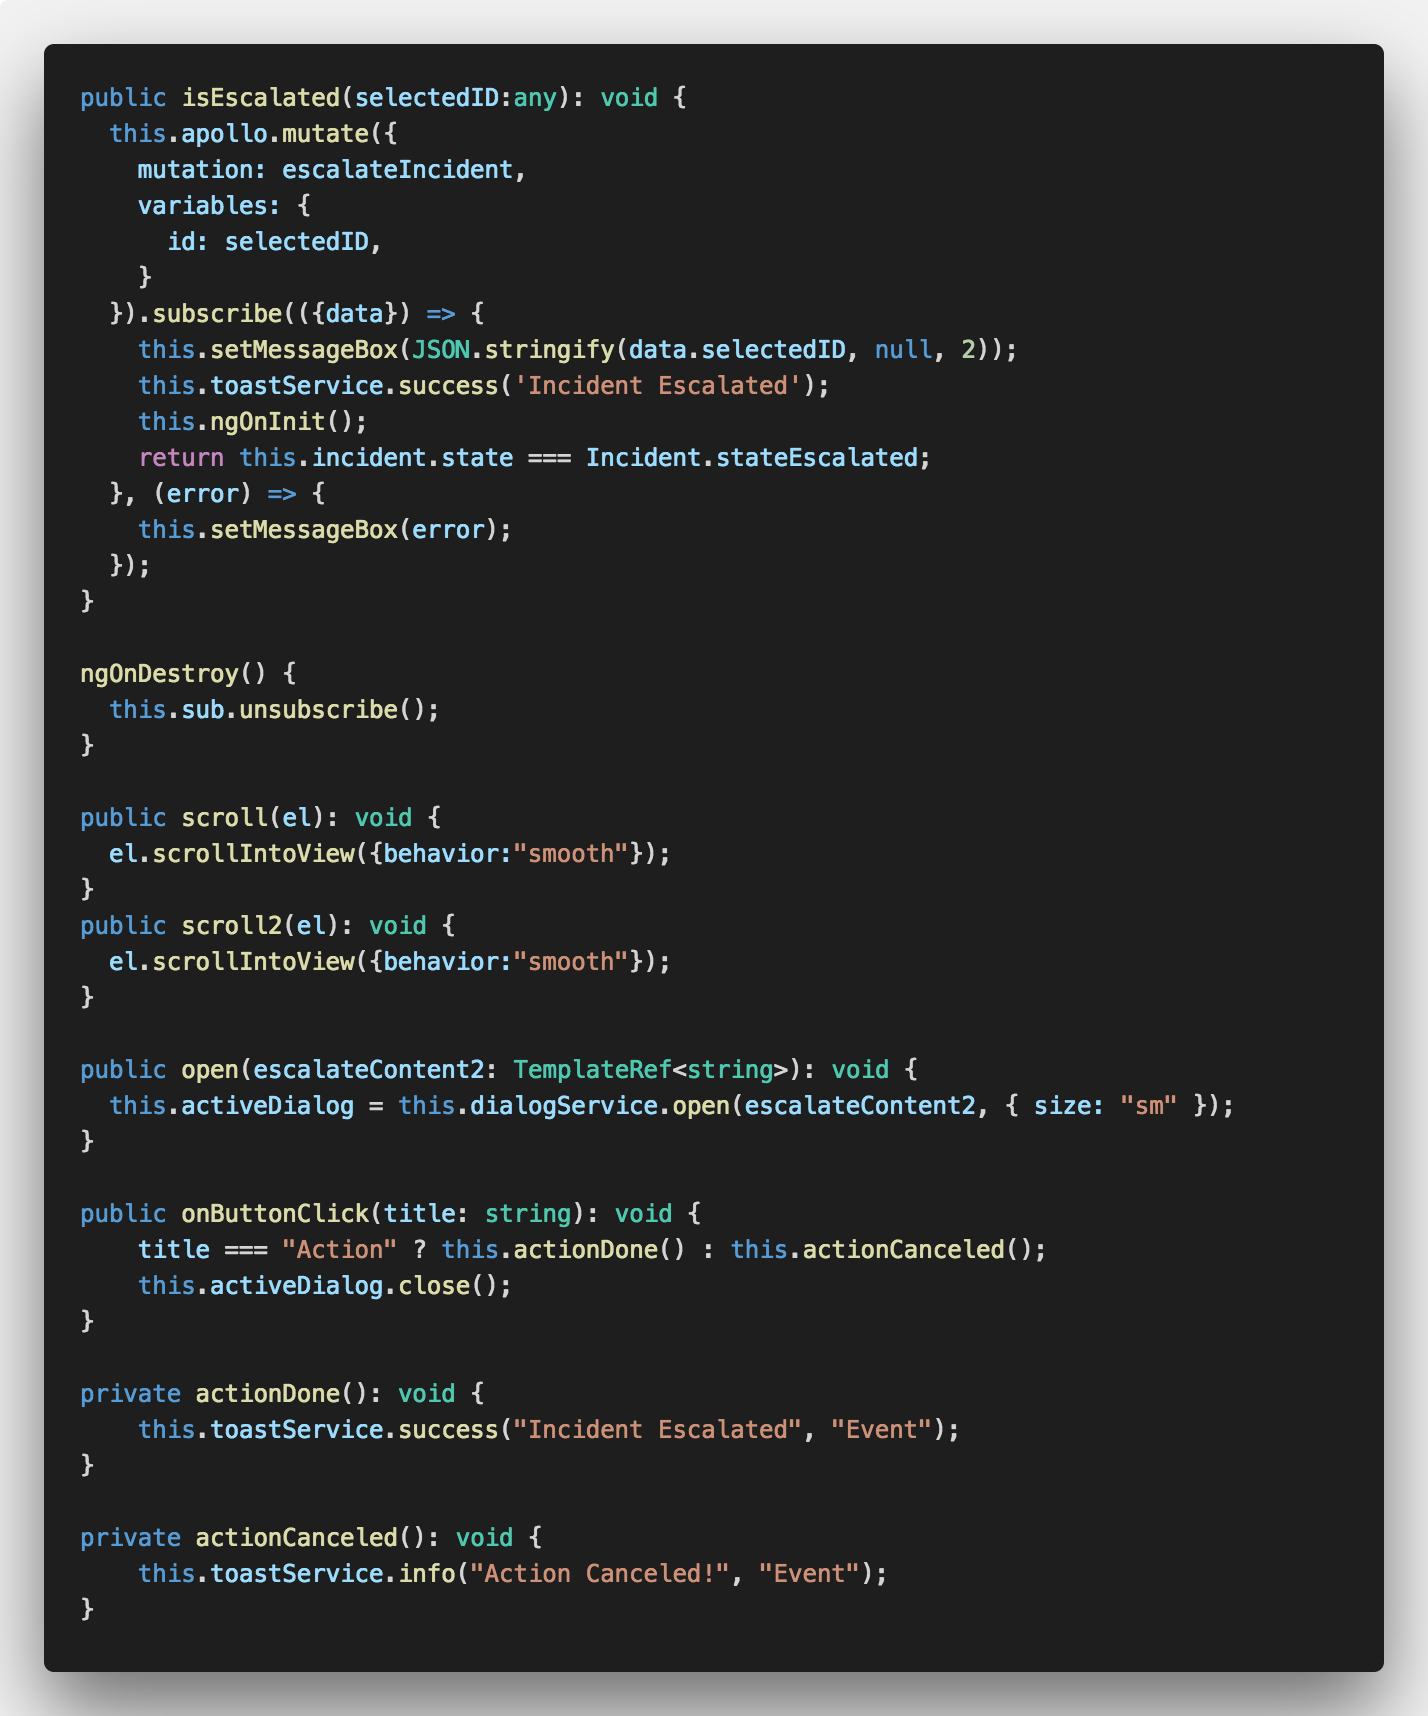 public isEscalated(selectedID:any): void {
  this.apollo.mutate({
    mutation: escalateIncident,
    variables: {
      id: selectedID,
    }
  }).subscribe(({data}) => {
    this.setMessageBox(JSON.stringify(data.selectedID, null, 2));
    this.toastService.success('Incident Escalated');
    this.ngOnInit();
    return this.incident.state === Incident.stateEscalated;
  }, (error) => {
    this.setMessageBox(error);
  });
}

ngOnDestroy() {
  this.sub.unsubscribe();
}

public scroll(el): void {
  el.scrollIntoView({behavior:"smooth"});
}
public scroll2(el): void {
  el.scrollIntoView({behavior:"smooth"});
}

public open(escalateContent2: TemplateRef<string>): void {
  this.activeDialog = this.dialogService.open(escalateContent2, { size: "sm" });
}

public onButtonClick(title: string): void {
    title === "Action" ? this.actionDone() : this.actionCanceled();
    this.activeDialog.close();
}

private actionDone(): void {
    this.toastService.success("Incident Escalated", "Event");
}

private actionCanceled(): void {
    this.toastService.info("Action Canceled!", "Event");
}